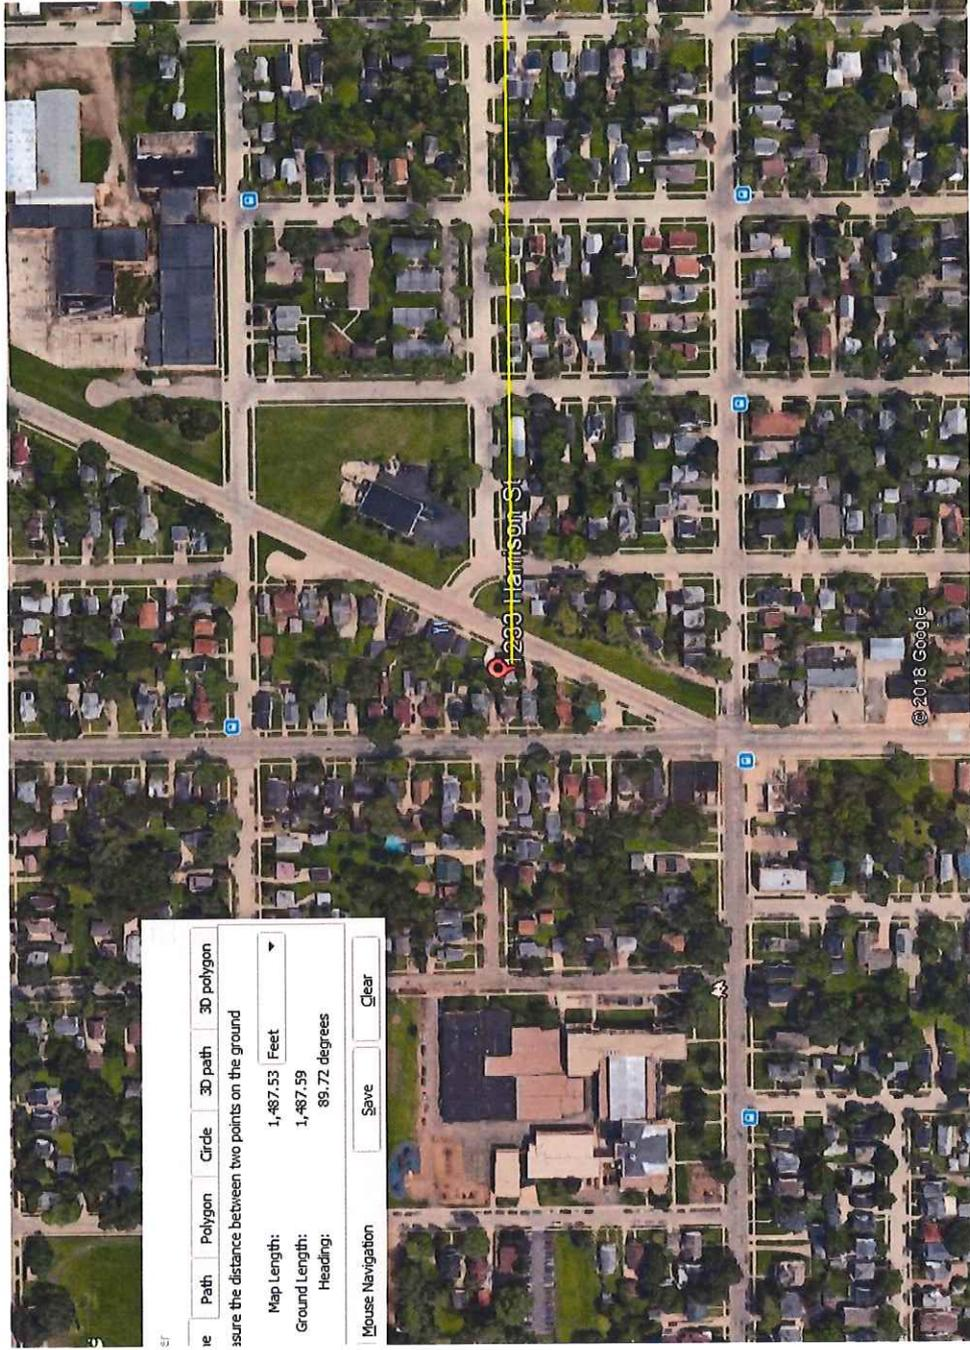 Path Polygon Circle 3D path 3D polygon
asure the distance between two points on the ground
Map Length: 1,487.53 Feet
Ground Length: 1,487.59
Heading: 89.72 degrees
Mouse Navigation Save Clear
1233 Harrison St
© 2018 Google